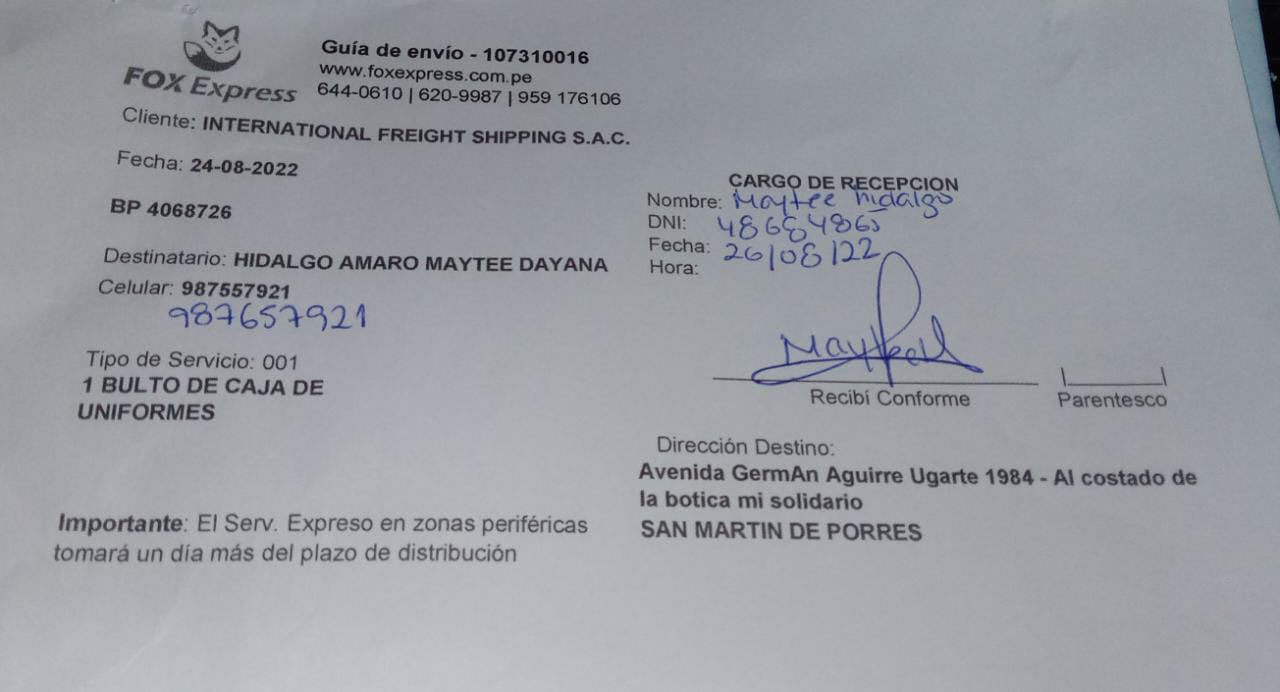 FOX Express
Guía de envío - 107310016
www.foxexpress.com.pe
644-0610 | 620-9987 | 959 176106
Cliente: INTERNATIONAL FREIGHT SHIPPING S.A.C.
Fecha: 24-08-2022
BP 4068726
Destinatario: HIDALGO AMARO MAYTEE DAYANA
Celular: 987557921
987657921
Tipo de Servicio: 001
1 BULTO DE CAJA DE
UNIFORMES
Importante: El Serv. Expreso en zonas periféricas
tomará un día más del plazo de distribución
CARGO DE RECEPCION
Nombre: Maytee hidalgo
DNI:
Fecha: 26/08/22
Hora:
Recibí Conforme
Parentesco
Dirección Destino:
Avenida GermAn Aguirre Ugarte 1984 - Al costado de
la botica mi solidario
SAN MARTIN DE PORRES